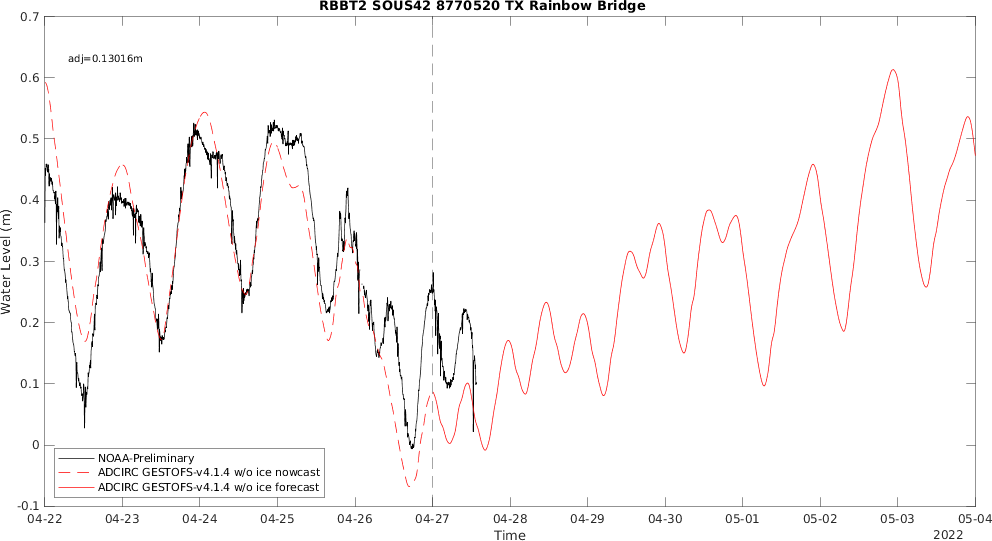 RBBT2 SOUS42 8770520 TX Rainbow Bridge
adj=0.13016m
0.7
0.6
0.5
0.4
0.3
0.2
0.1
0
-0.1
Water Level (m)
NOAA-Preliminary
ADCIRC GESTOFS-v4.1.4 w/o ice nowcast
ADCIRC GESTOFS-v4.1.4 w/o ice forecast
04-22 04-23 04-24 04-25 04-26 04-27 04-28 04-29 04-30 05-01 05-02 05-03 05-04
Time
2022